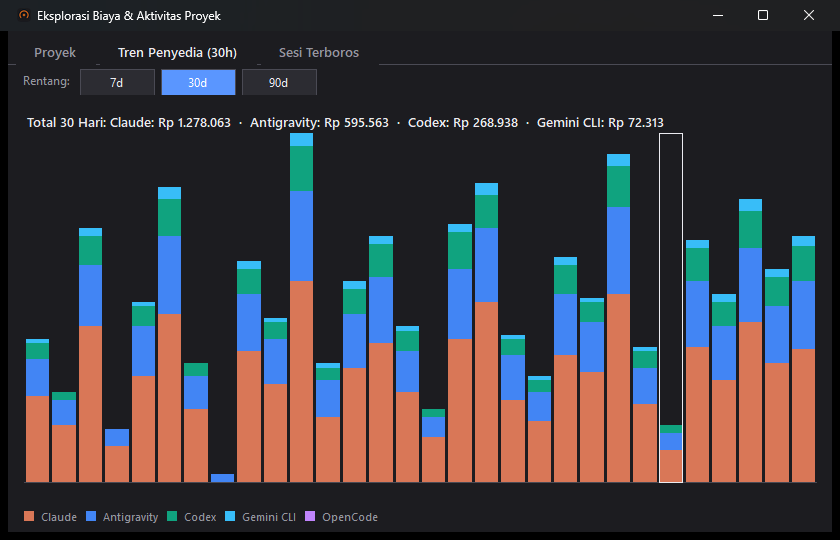 Eksplorasi Biaya & Aktivitas Proyek
Proyek Tren Penyedia (30h) Sesi Terboros
Rentang: 7d 30d 90d
Total 30 Hari: Claude: Rp 1.278.063 · Antigravity: Rp 595.563 · Codex: Rp 268.938 · Gemini CLI: Rp 72.313
Claude Antigravity Codex Gemini CLI OpenCode